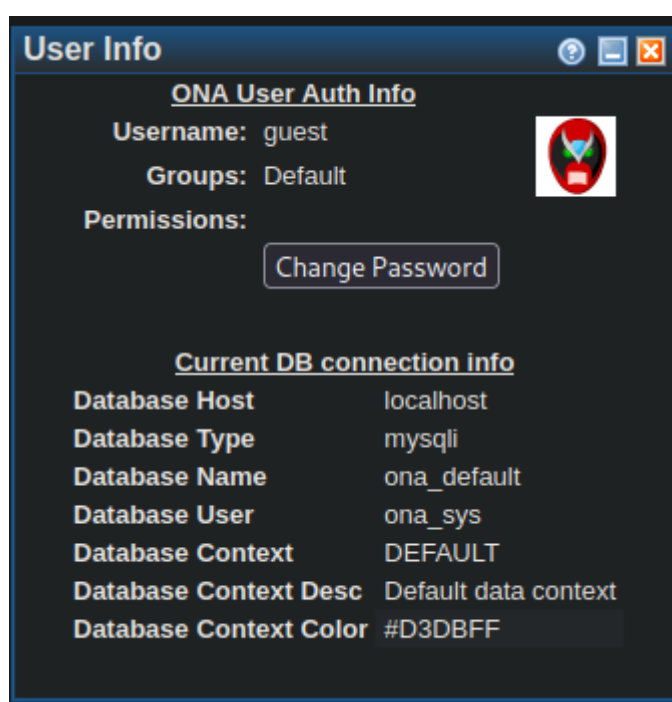 User Info
ONA User Auth Info
Username: guest
Groups: Default
Permissions:
Change Password
Current DB connection info
Database Host localhost
Database Type mysqli
Database Name ona_default
Database User ona_sys
Database Context DEFAULT
Database Context Desc Default data context
Database Context Color #D3DBFF